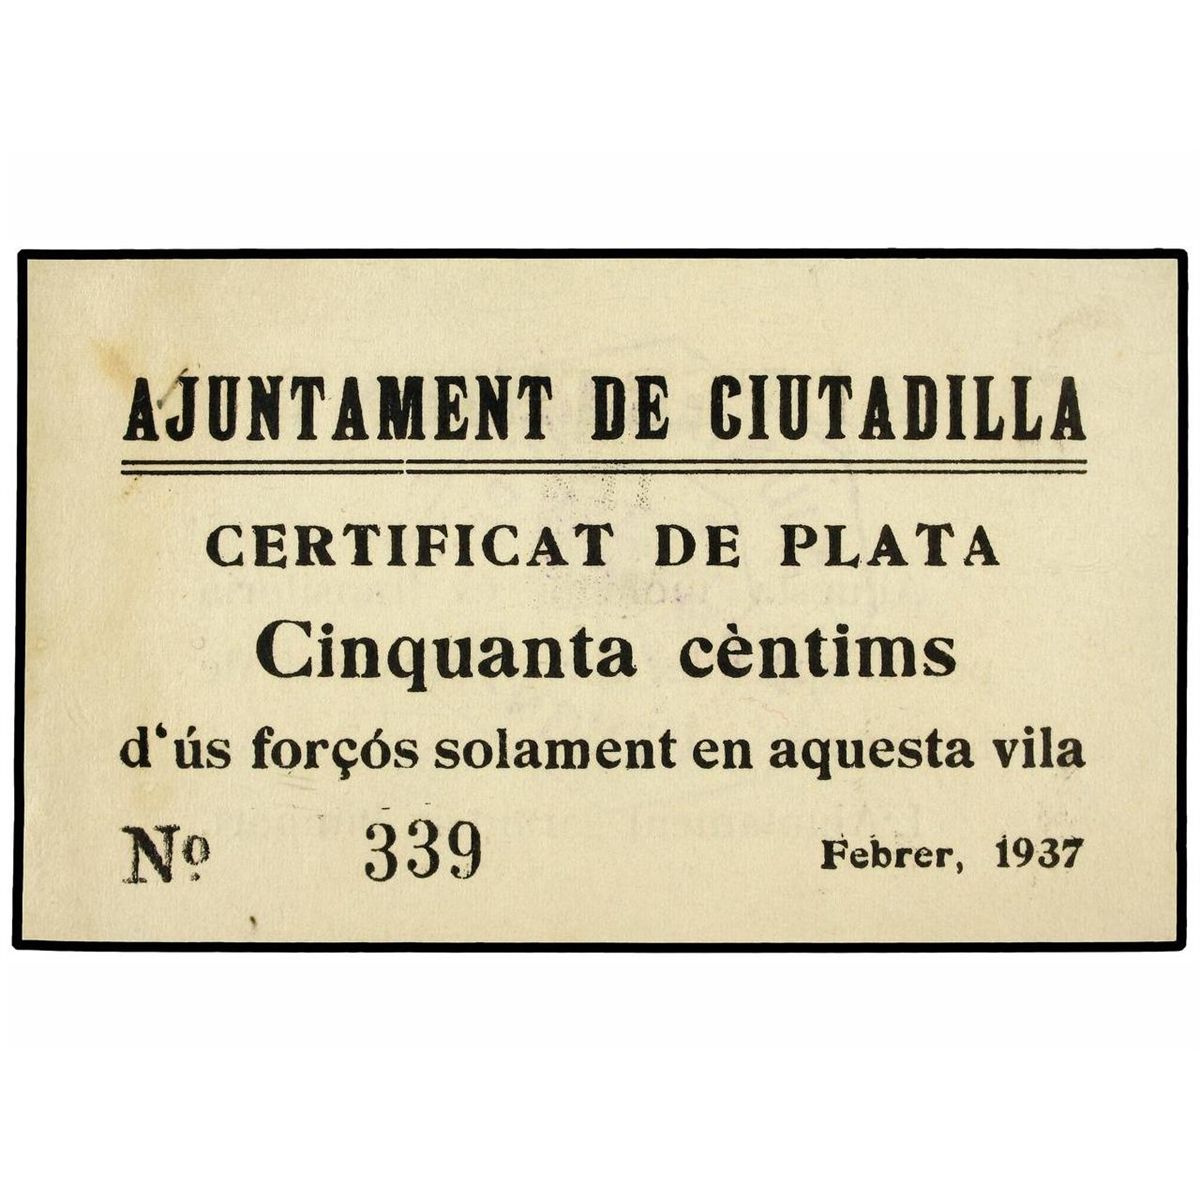 AJUNTAMENT DE CIUTADILLA
CERTIFICAT DE PLATA
Cinquanta cèntims
d'ús forçós solament en aquesta vila
Nº 339 Febrer, 1937